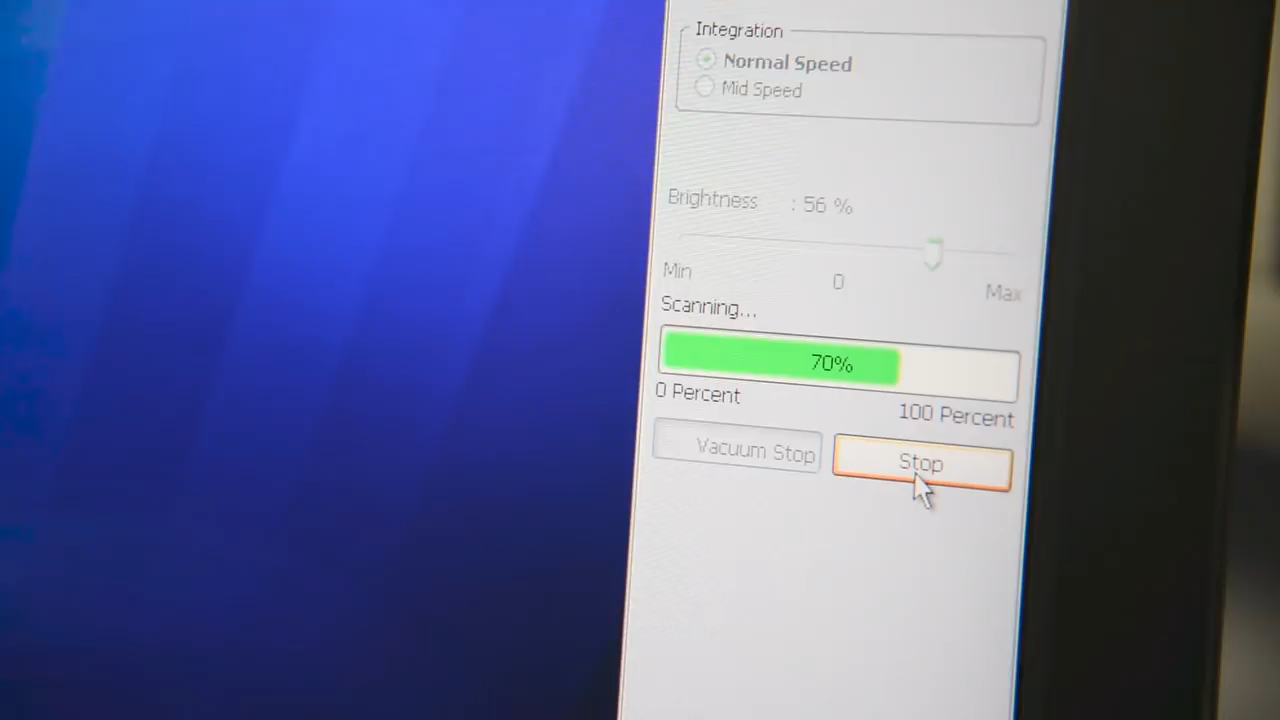 Integration
Normal Speed
Mid Speed
Brightness : 56 %
Min 0 Max
Scanning...
70%
0 Percent 100 Percent
Vacuum Stop Stop